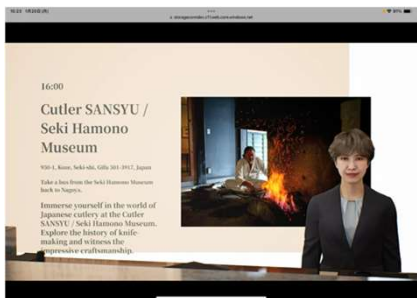 16:00
Cutler SANSYU /
Seki Hamono
Museum
Japan
Take a bus from the Seki Hamono Museum
back to Nagoya.
Immerse yourself in the world of
Japanese cutlery at the Cutler
SANSYU / Seki Hamono Museum.
Explore the history of knife
making and witness the
impressive craftsmanship.